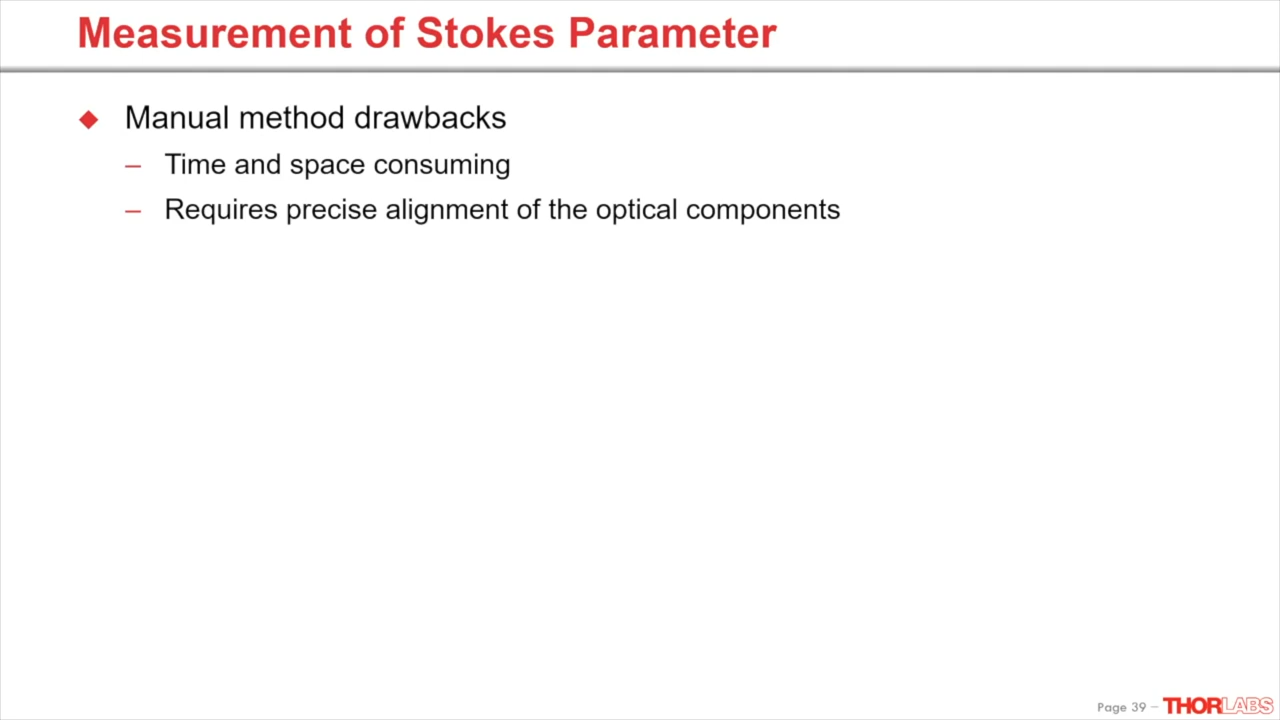 Measurement of Stokes Parameter
◆ Manual method drawbacks
– Time and space consuming
– Requires precise alignment of the optical components
Page 39 – THORLABS